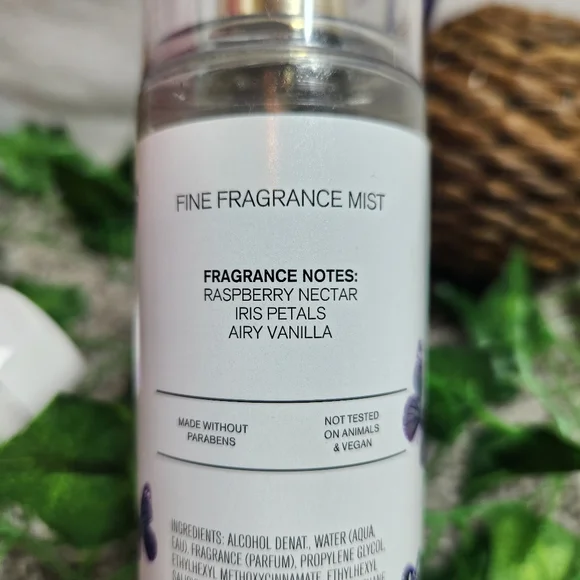 FINE FRAGRANCE MIST
FRAGRANCE NOTES:
RASPBERRY NECTAR
IRIS PETALS
AIRY VANILLA
MADE WITHOUT
PARABENS
NOT TESTED
ON ANIMALS
& VEGAN
INGREDIENTS: ALCOHOL DENAT., WATER (AQUA,
EAU), FRAGRANCE (PARFUM), PROPYLENE GLYCOL,
ETHYLHEXYL METHOXYCINNAMATE, ETHYLHEXYL